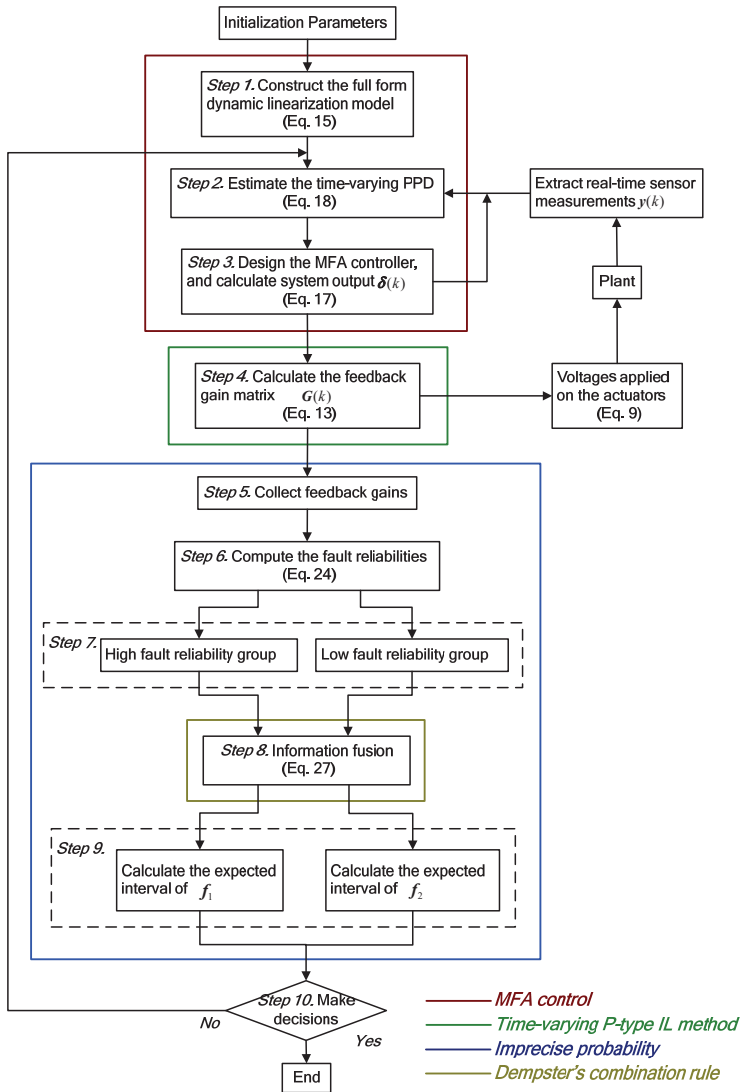 Initialization Parameters
Step 1. Construct the full form
dynamic linearization model
(Eq. 15)
Step 2. Estimate the time-varying PPD
(Eq. 18)
Extract real-time sensor
measurements y(k)
Step 3. Design the MFA controller,
and calculate system output δ(k)
(Eq. 17)
Plant
Step 4. Calculate the feedback
gain matrix G(k)
(Eq. 13)
Voltages applied
on the actuators
(Eq. 9)
Step 5. Collect feedback gains
Step 6. Compute the fault reliabilities
(Eq. 24)
Step 7.
High fault reliability group
Low fault reliability group
Step 8. Information fusion
(Eq. 27)
Step 9.
Calculate the expected
interval of f₁
Calculate the expected
interval of f₂
Step 10. Make
decisions
No
Yes
End
MFA control
Time-varying P-type IL method
Imprecise probability
Dempster's combination rule